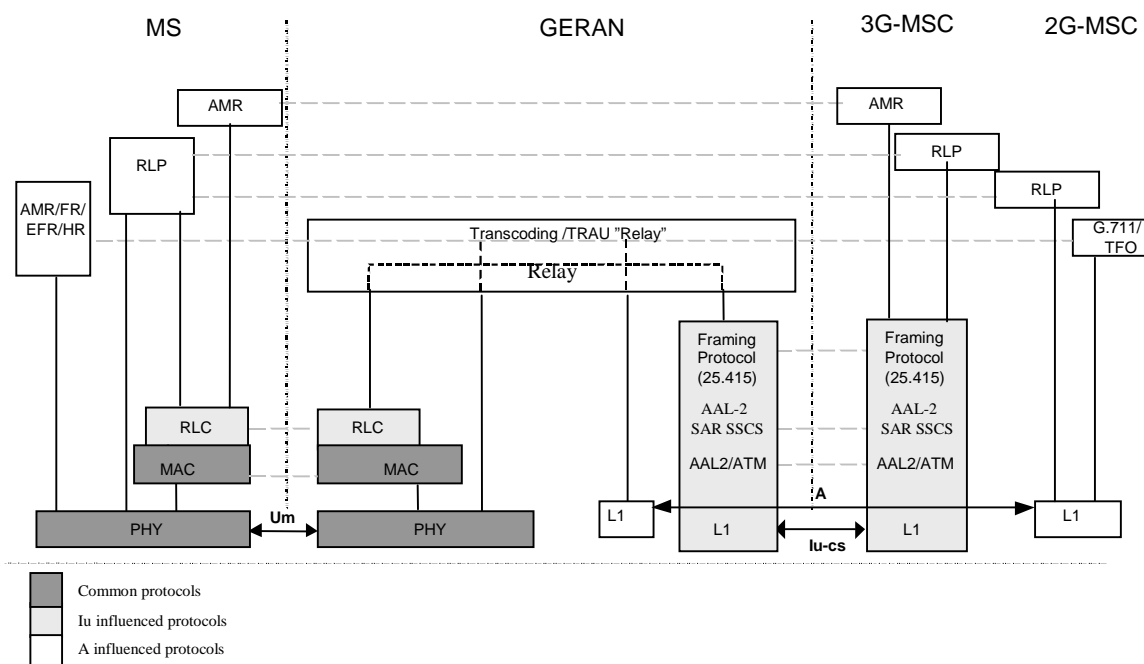 MS
GERAN
3G-MSC
2G-MSC
AMR
AMR
RLP
RLP
RLP
AMR/FR/
EFR/HR
Transcoding /TRAU "Relay"
Relay
G.711/
TFO
Framing
Protocol
(25.415)
AAL-2
SAR SSCS
AAL2/ATM
L1
Framing
Protocol
(25.415)
AAL-2
SAR SSCS
AAL2/ATM
L1
RLC
RLC
MAC
MAC
PHY
Um
PHY
L1
A
Iu-cs
L1
Common protocols
Iu influenced protocols
A influenced protocols